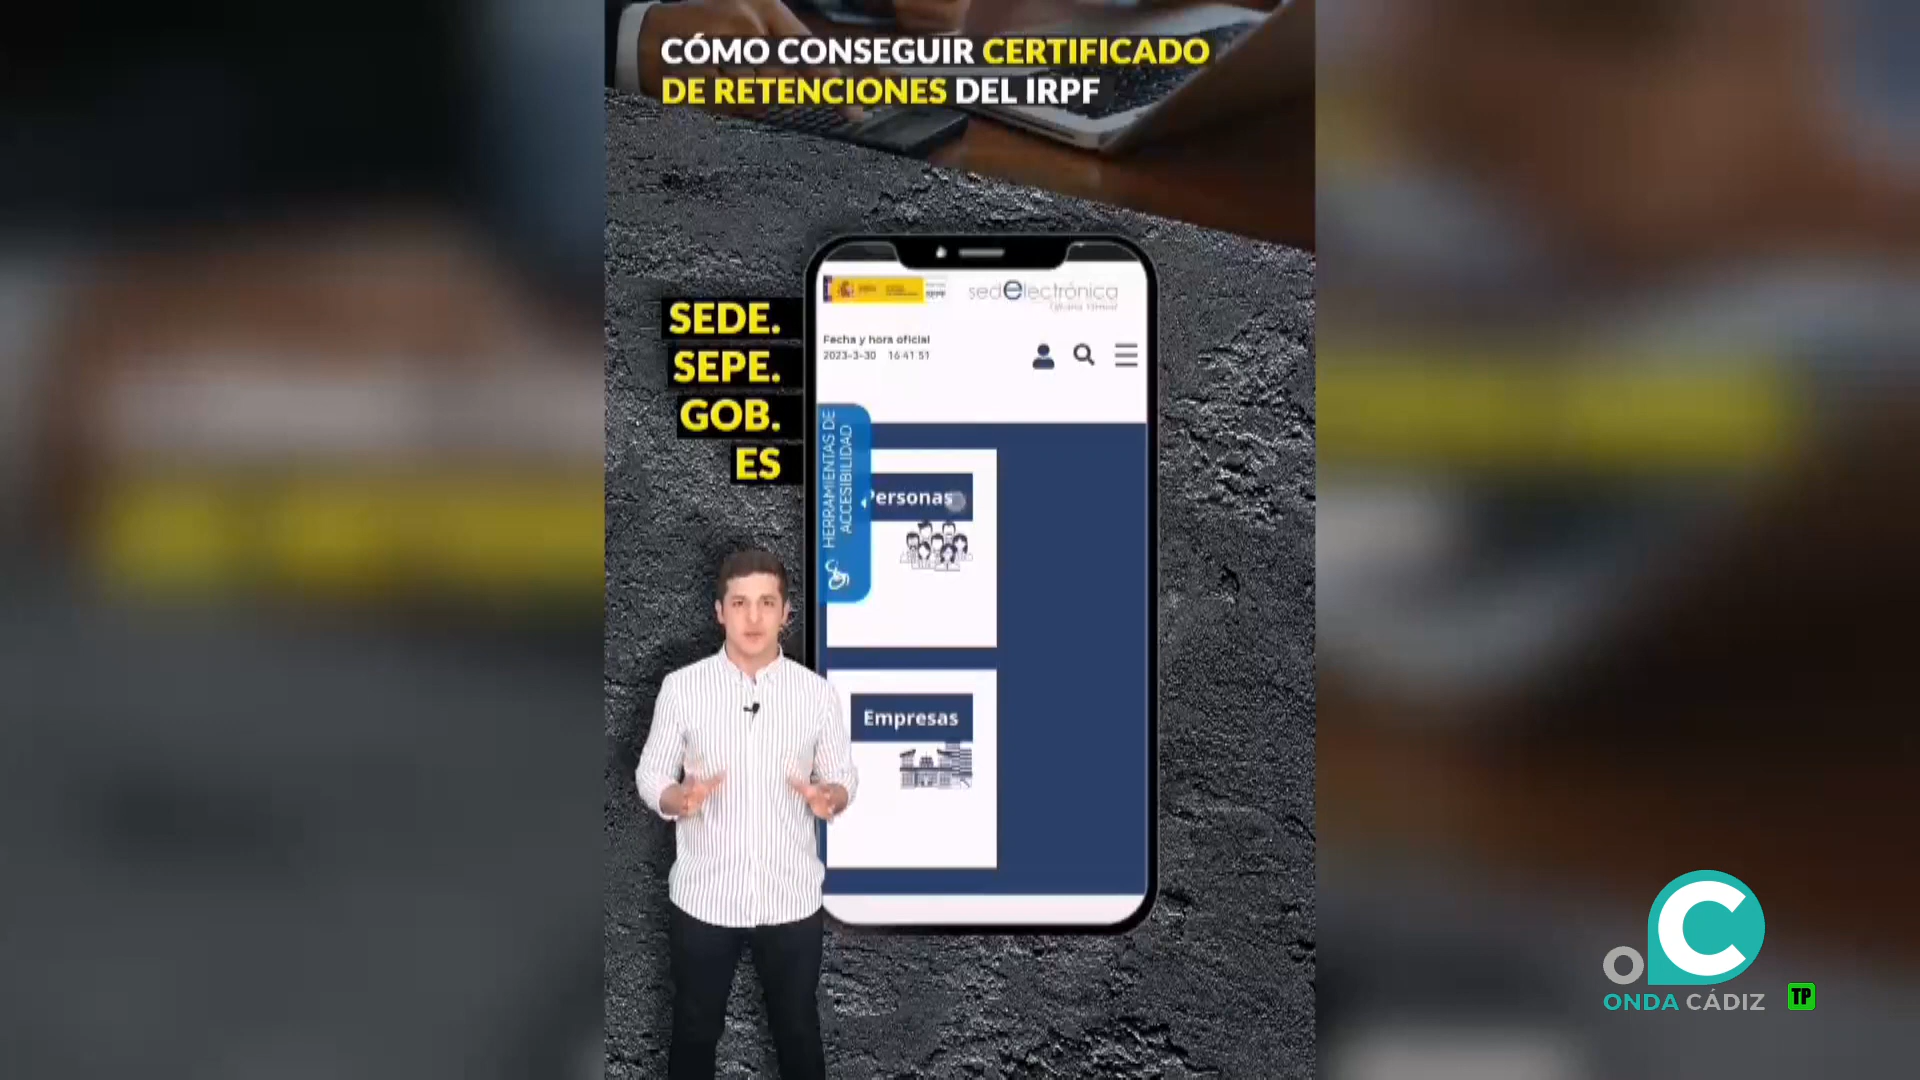 CÓMO CONSEGUIR CERTIFICADO
DE RETENCIONES DEL IRPF
SEDE.
SEPE.
GOB.
ES
sedelectrónica
Fecha y hora oficial
2023-3-30 16:41:51
HERRAMIENTAS DE
ACCESIBILIDAD
Personas
Empresas
C
O
ONDA CÁDIZ
TP